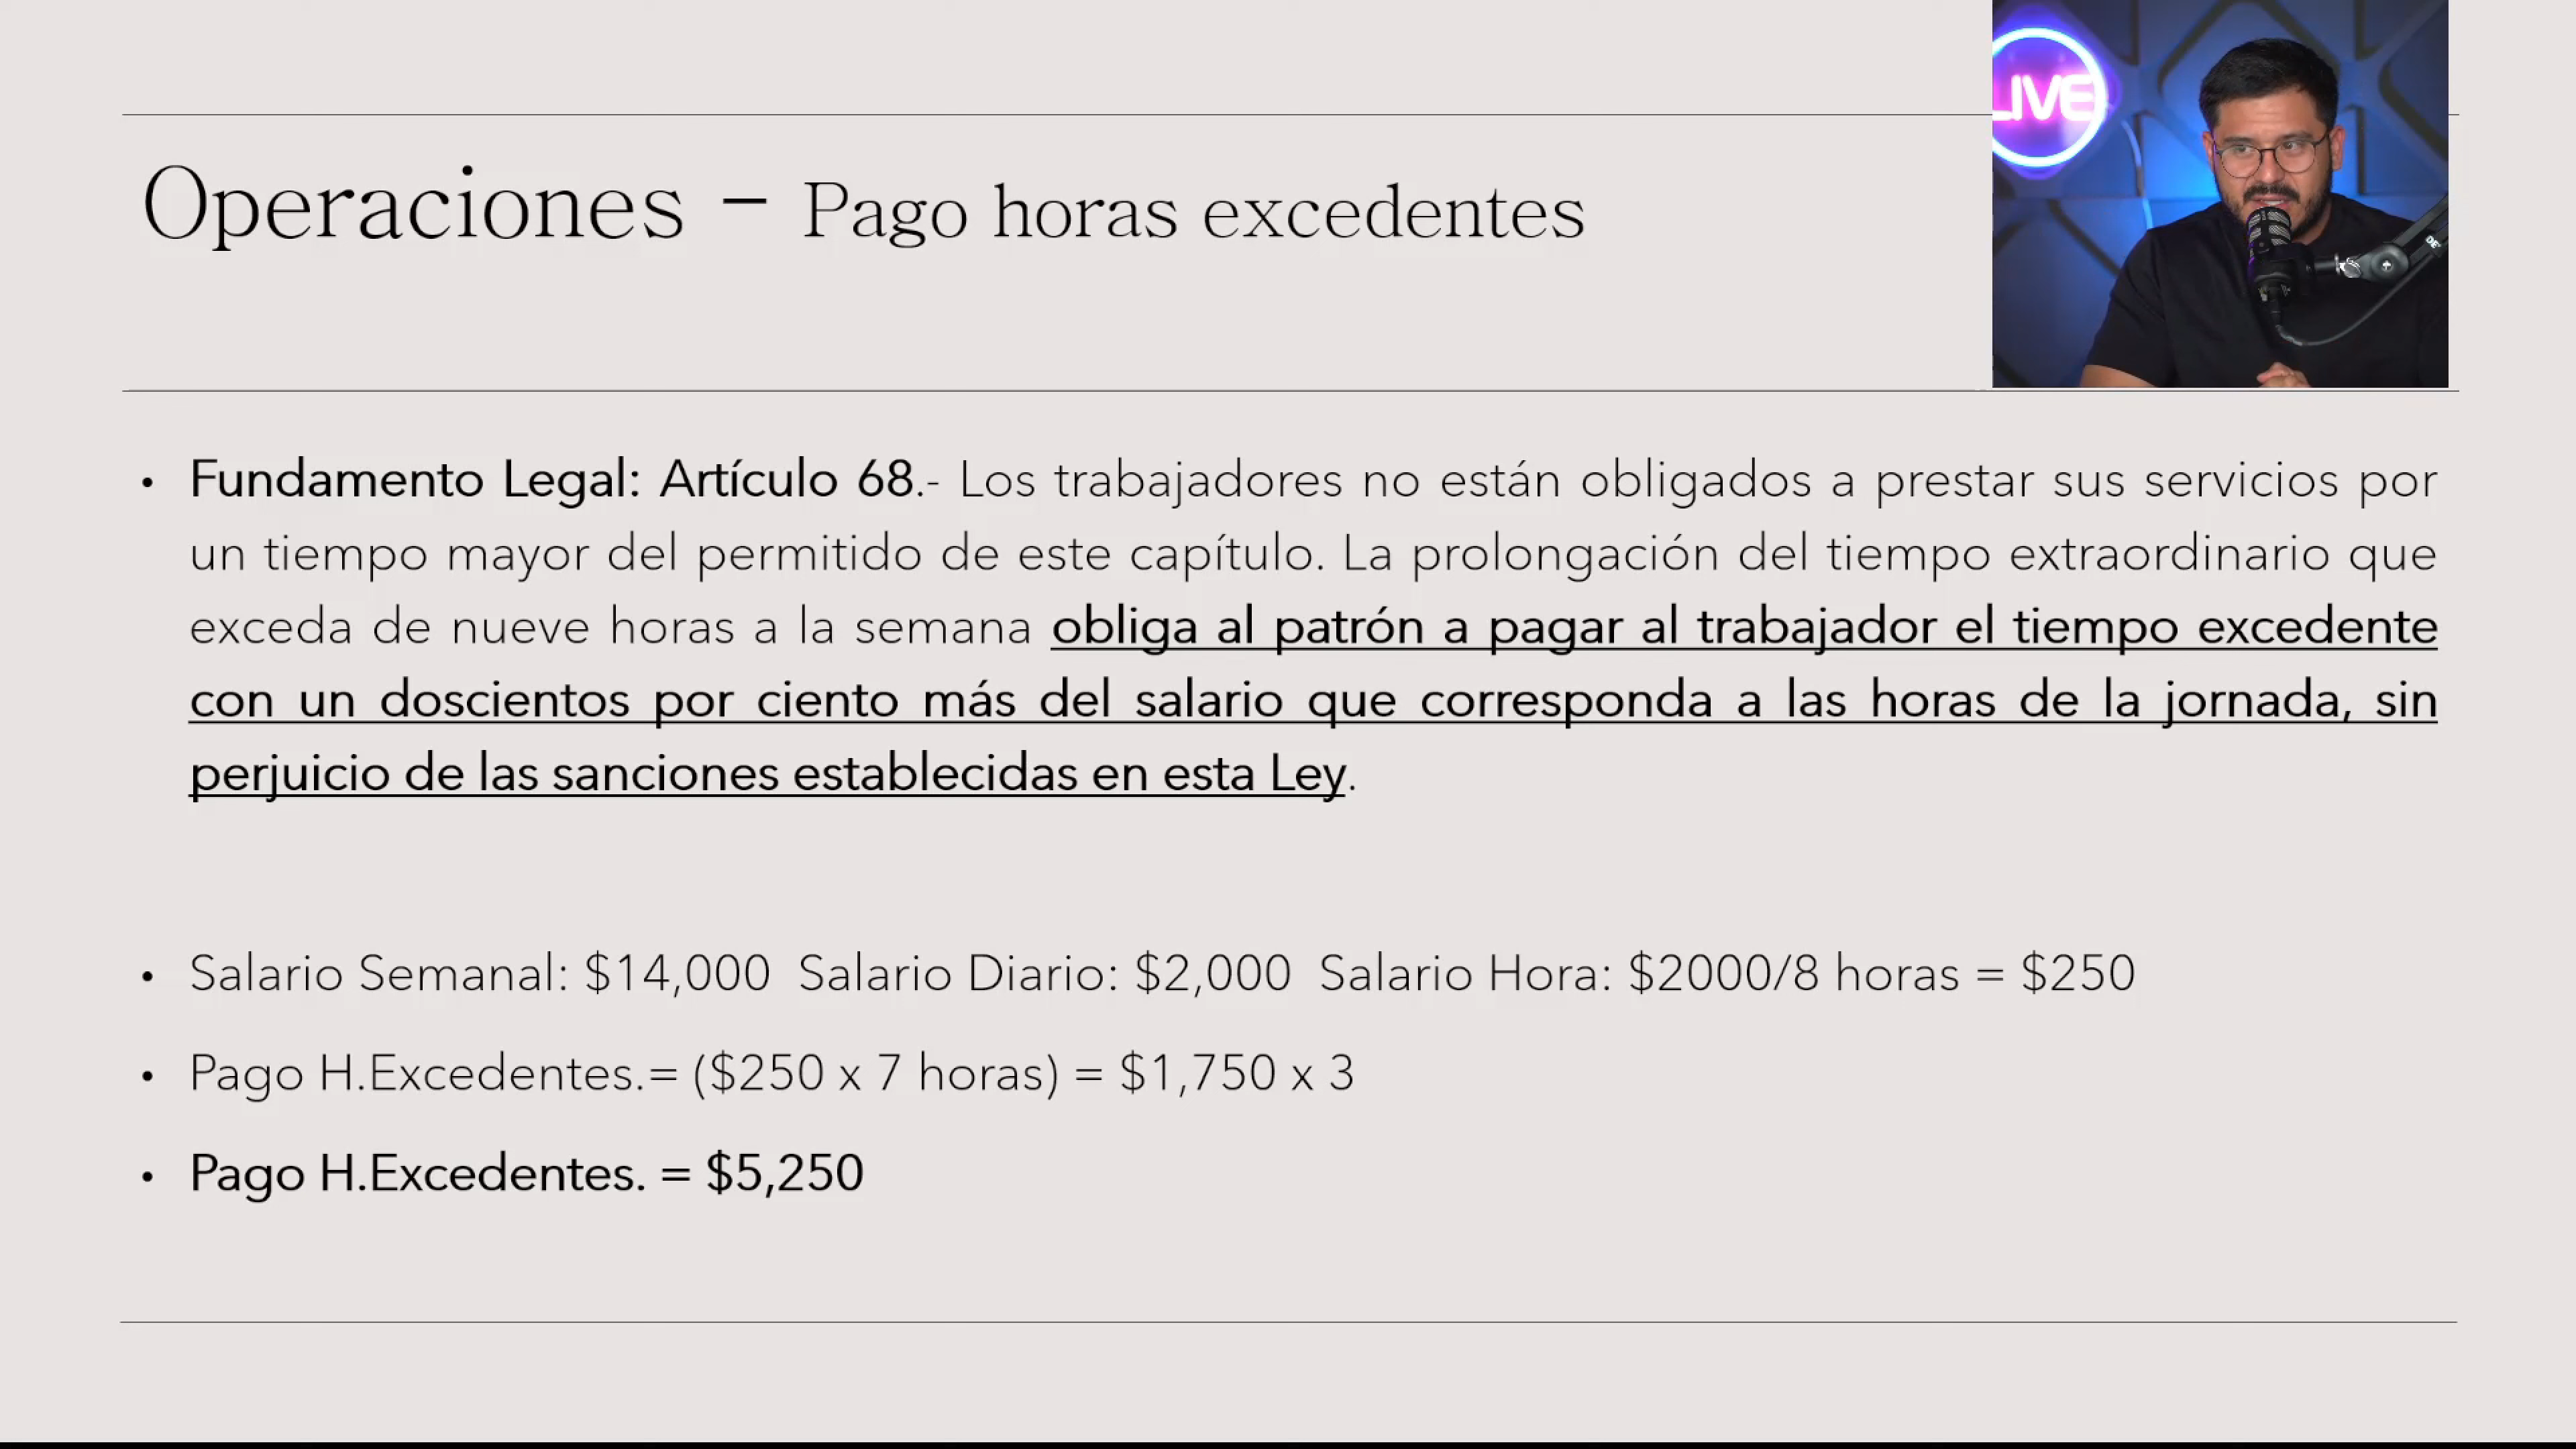 LIVE
Operaciones – Pago horas excedentes
• Fundamento Legal: Artículo 68.- Los trabajadores no están obligados a prestar sus servicios por
un tiempo mayor del permitido de este capítulo. La prolongación del tiempo extraordinario que
exceda de nueve horas a la semana obliga al patrón a pagar al trabajador el tiempo excedente
con un doscientos por ciento más del salario que corresponda a las horas de la jornada, sin
perjuicio de las sanciones establecidas en esta Ley.
• Salario Semanal: $14,000 Salario Diario: $2,000 Salario Hora: $2000/8 horas = $250
• Pago H.Excedentes.= ($250 x 7 horas) = $1,750 x 3
• Pago H.Excedentes. = $5,250